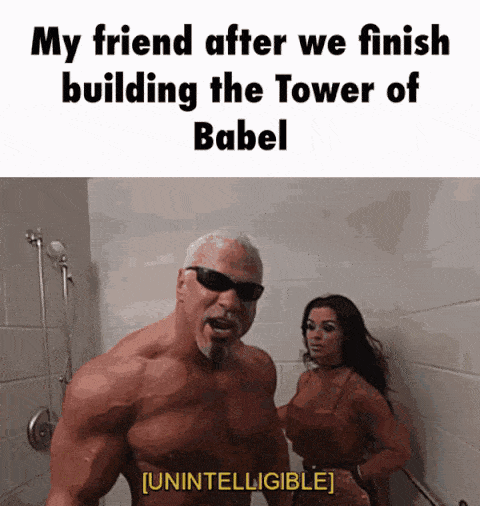 My friend after we finish
building the Tower of
Babel
[UNINTELLIGIBLE]